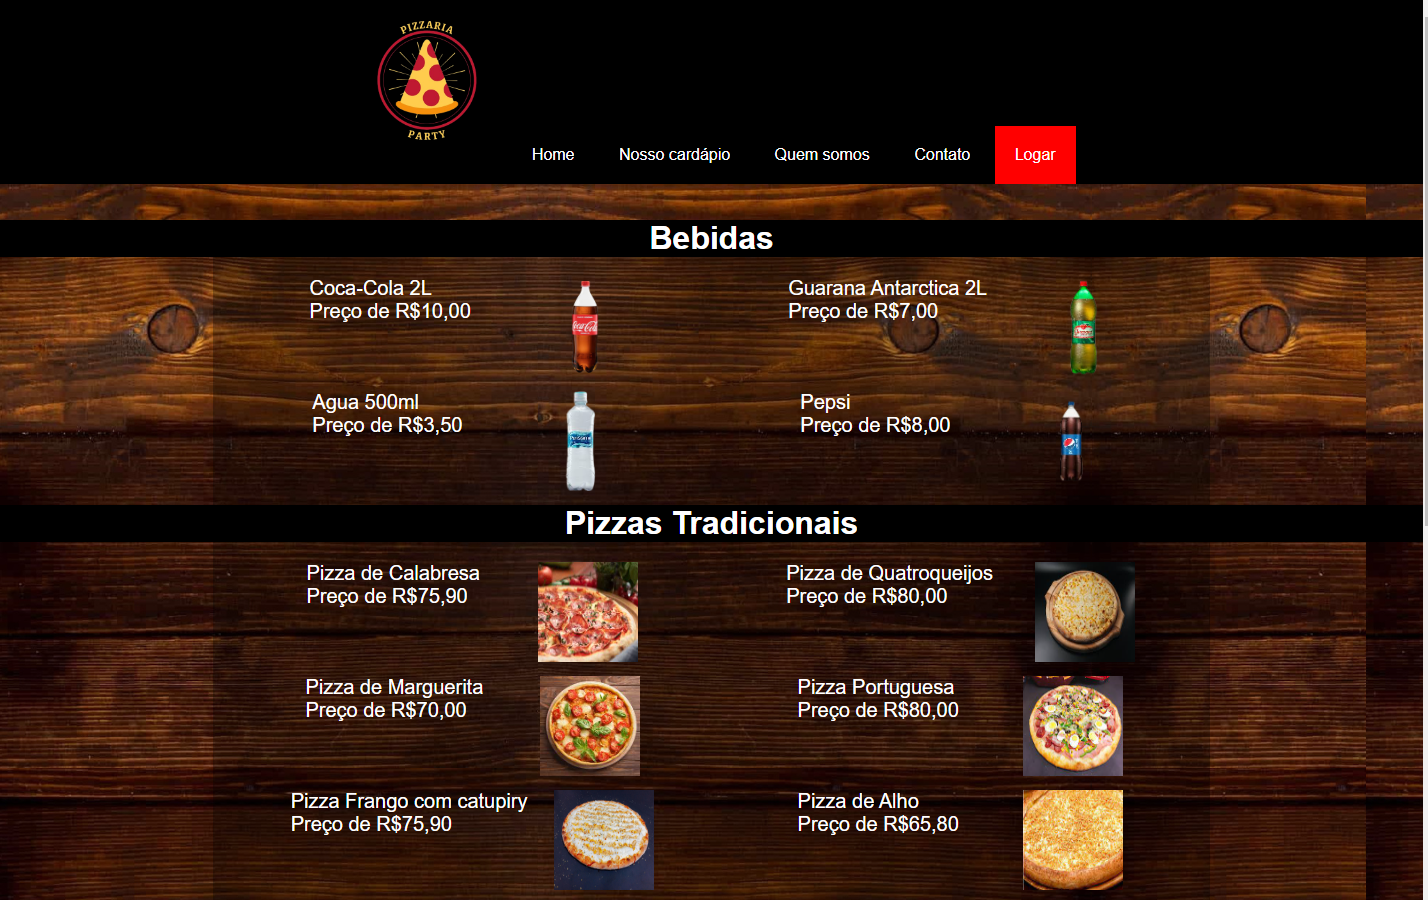 PIZZARIA
PARTY
Home
Nosso cardápio
Quem somos
Contato
Logar
Bebidas
Coca-Cola 2L
Preço de R$10,00
Coca-Cola
Guarana Antarctica 2L
Preço de R$7,00
Agua 500ml
Preço de R$3,50
Pepsi
Preço de R$8,00
Pizzas Tradicionais
Pizza de Calabresa
Preço de R$75,90
Pizza de Quatroqueijos
Preço de R$80,00
Pizza de Marguerita
Preço de R$70,00
Pizza Portuguesa
Preço de R$80,00
Pizza Frango com catupiry
Preço de R$75,90
Pizza de Alho
Preço de R$65,80